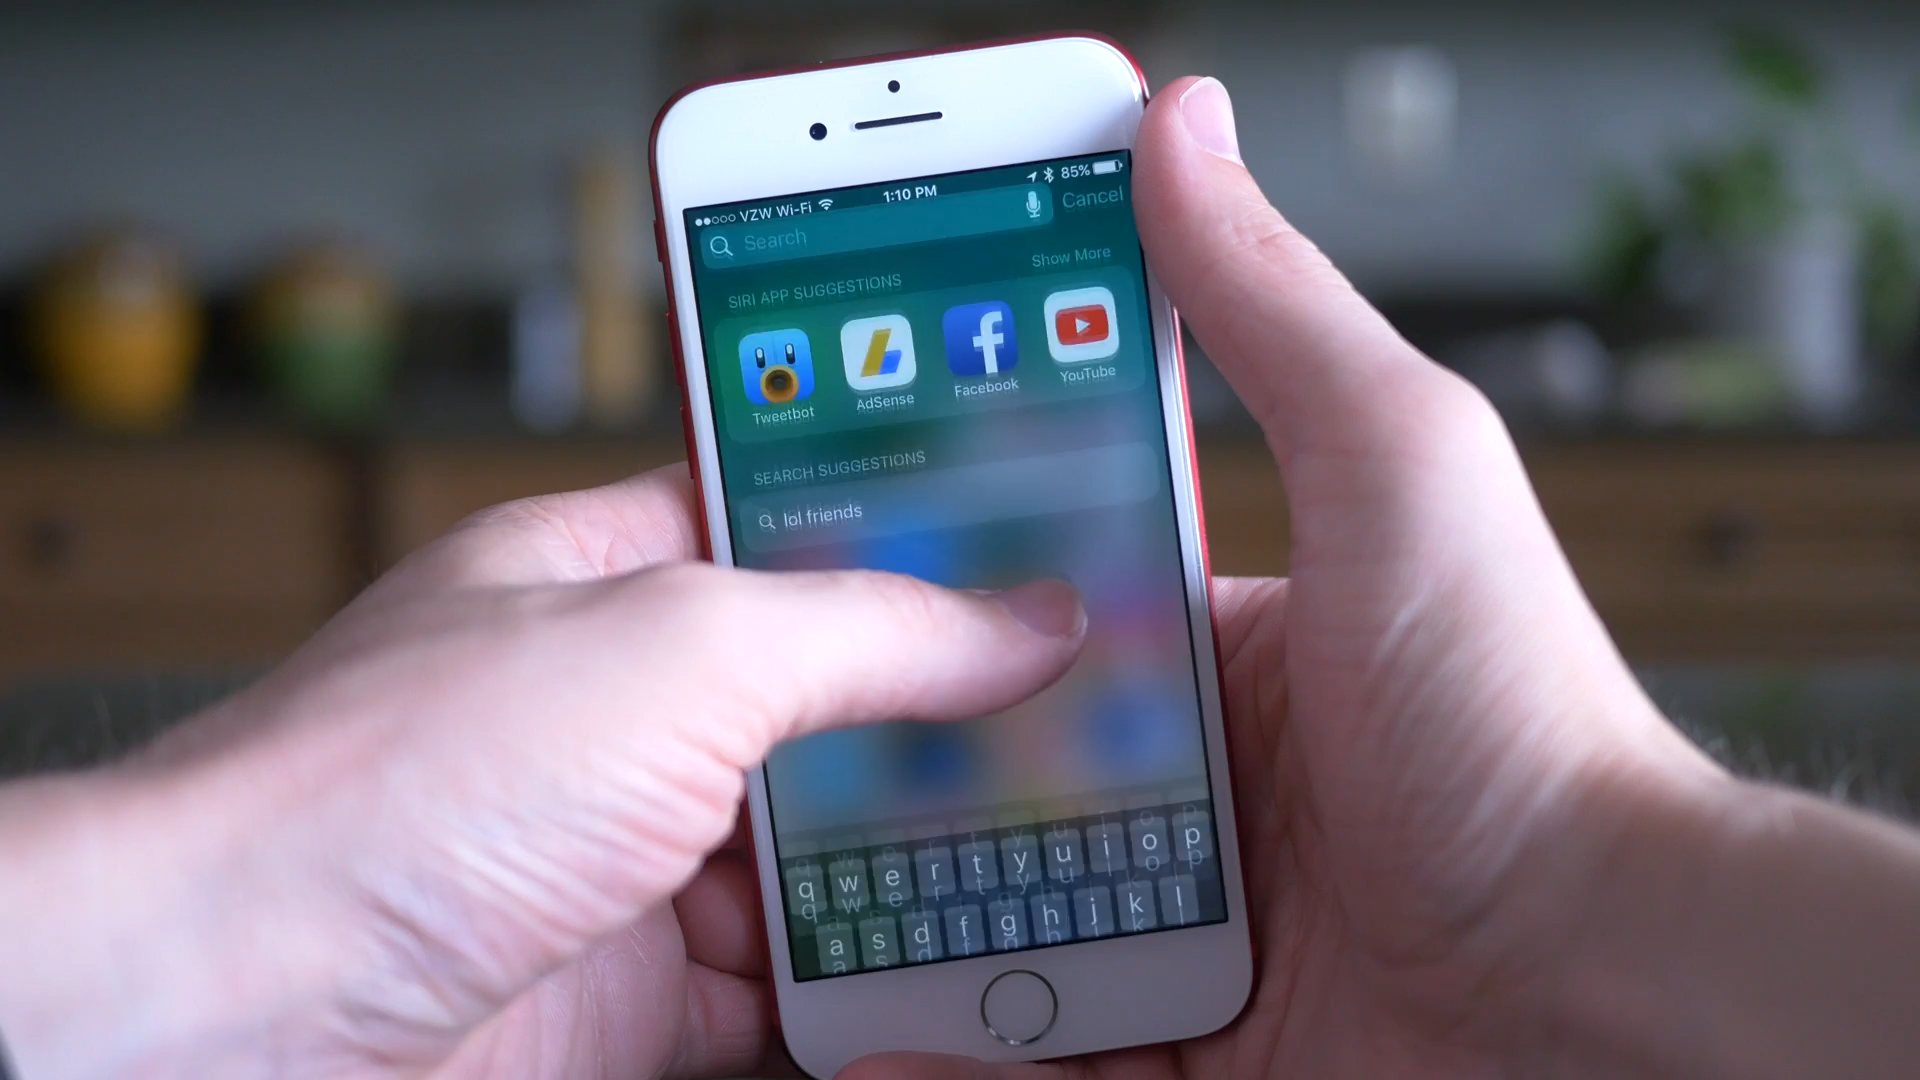 VZW Wi-Fi 1:10 PM 85%
Search Cancel
SIRI APP SUGGESTIONS Show More
Tweetbot AdSense Facebook YouTube
SEARCH SUGGESTIONS
lol friends
q w e r t y u i o p
a s d f g h j k l